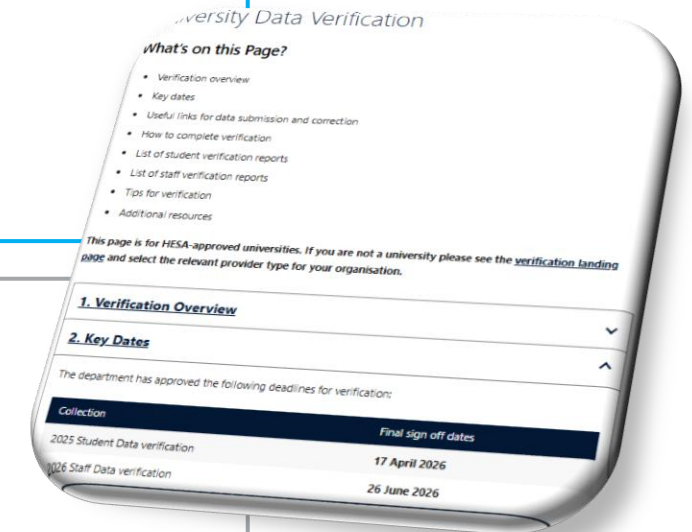 Data Verification
What's on this Page?
• Verification overview
• Key dates
• Useful links for data submission and correction
• How to complete verification
• List of student verification reports
• List of staff verification reports
• Tips for verification
• Additional resources
This page is for HESA-approved universities. If you are not a university please see the verification landing
page and select the relevant provider type for your organisation.
1. Verification Overview
2. Key Dates
The department has approved the following deadlines for verification:
Collection Final sign off dates
2025 Student Data verification 17 April 2026
2026 Staff Data verification 26 June 2026